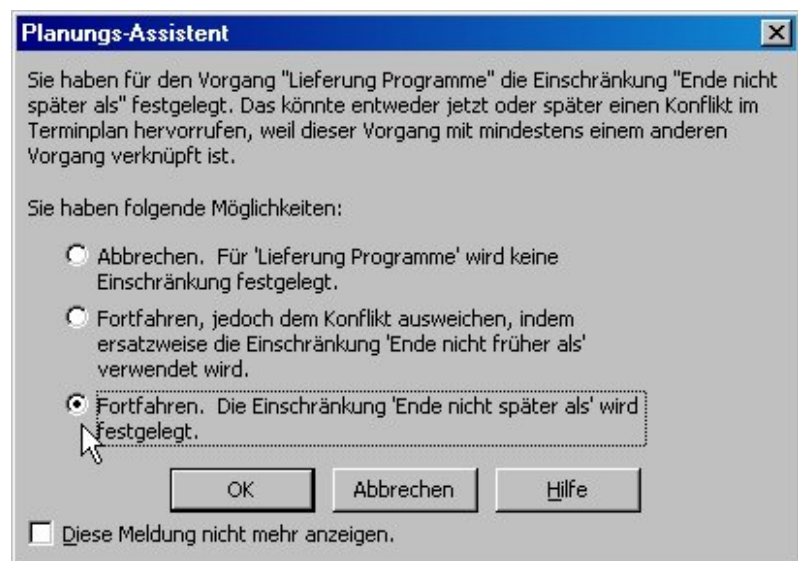 Planungs-Assistent
Sie haben für den Vorgang "Lieferung Programme" die Einschränkung "Ende nicht
später als" festgelegt. Das könnte entweder jetzt oder später einen Konflikt im
Terminplan hervorrufen, weil dieser Vorgang mit mindestens einem anderen
Vorgang verknüpft ist.
Sie haben folgende Möglichkeiten:
Abbrechen. Für 'Lieferung Programme' wird keine
Einschränkung festgelegt.
Fortfahren, jedoch dem Konflikt ausweichen, indem
ersatzweise die Einschränkung 'Ende nicht früher als'
verwendet wird.
Fortfahren. Die Einschränkung 'Ende nicht später als' wird
festgelegt.
OK Abbrechen Hilfe
Diese Meldung nicht mehr anzeigen.